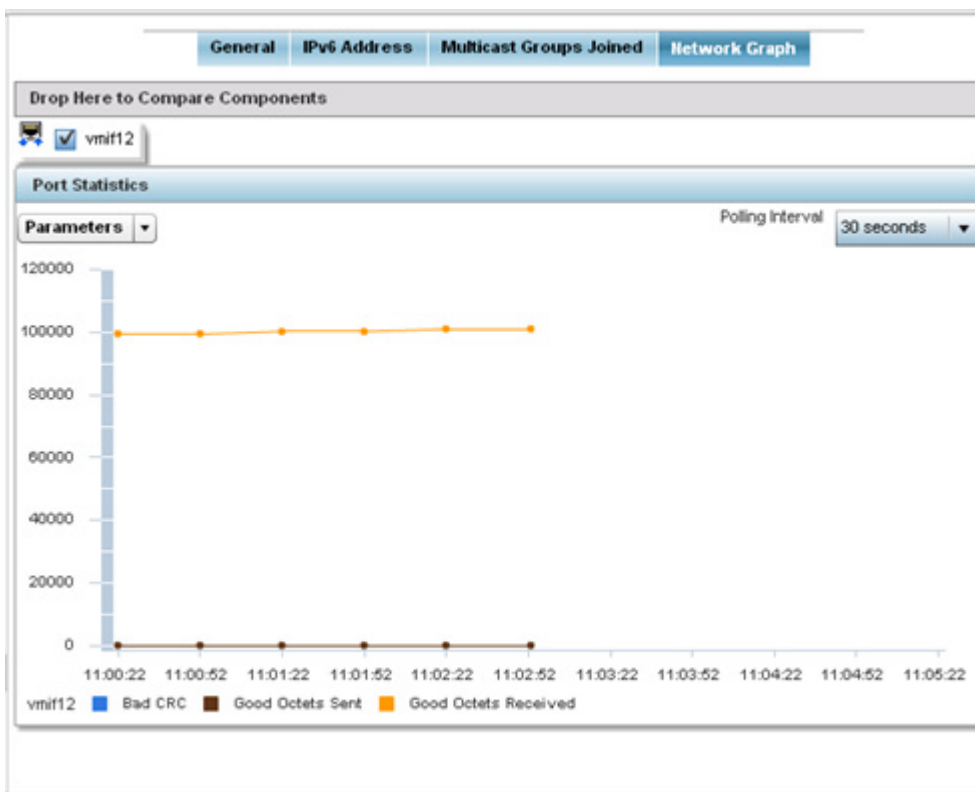 General IPv6 Address Multicast Groups Joined Network Graph
Drop Here to Compare Components
vmif12
Port Statistics
Parameters Polling Interval 30 seconds
120000
100000
80000
60000
40000
20000
0
11:00:22 11:00:52 11:01:22 11:01:52 11:02:22 11:02:52 11:03:22 11:03:52 11:04:22 11:04:52 11:05:22
vmif12 Bad CRC Good Octets Sent Good Octets Received